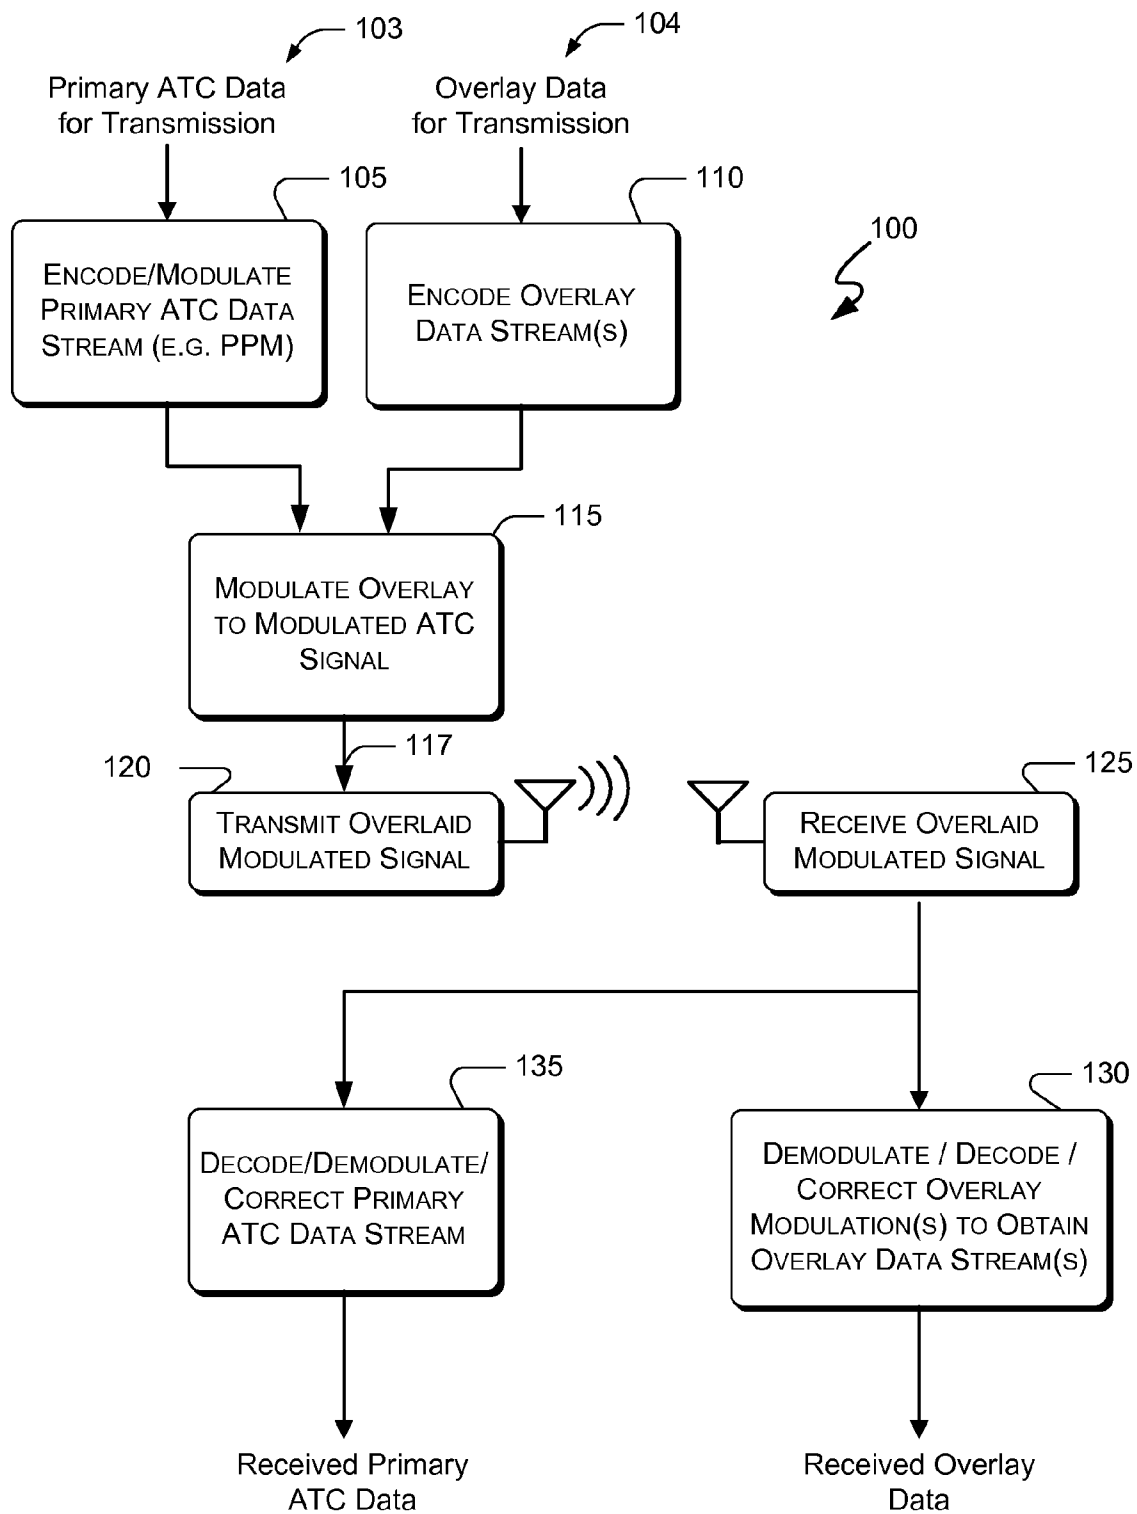 103
104
Primary ATC Data
for Transmission
Overlay Data
for Transmission
105
110
100
ENCODE/MODULATE
PRIMARY ATC DATA
STREAM (E.G. PPM)
ENCODE OVERLAY
DATA STREAM(S)
115
MODULATE OVERLAY
TO MODULATED ATC
SIGNAL
117
120
125
TRANSMIT OVERLAID
MODULATED SIGNAL
RECEIVE OVERLAID
MODULATED SIGNAL
135
130
DECODE/DEMODULATE/
CORRECT PRIMARY
ATC DATA STREAM
DEMODULATE / DECODE /
CORRECT OVERLAY
MODULATION(S) TO OBTAIN
OVERLAY DATA STREAM(S)
Received Primary
ATC Data
Received Overlay
Data